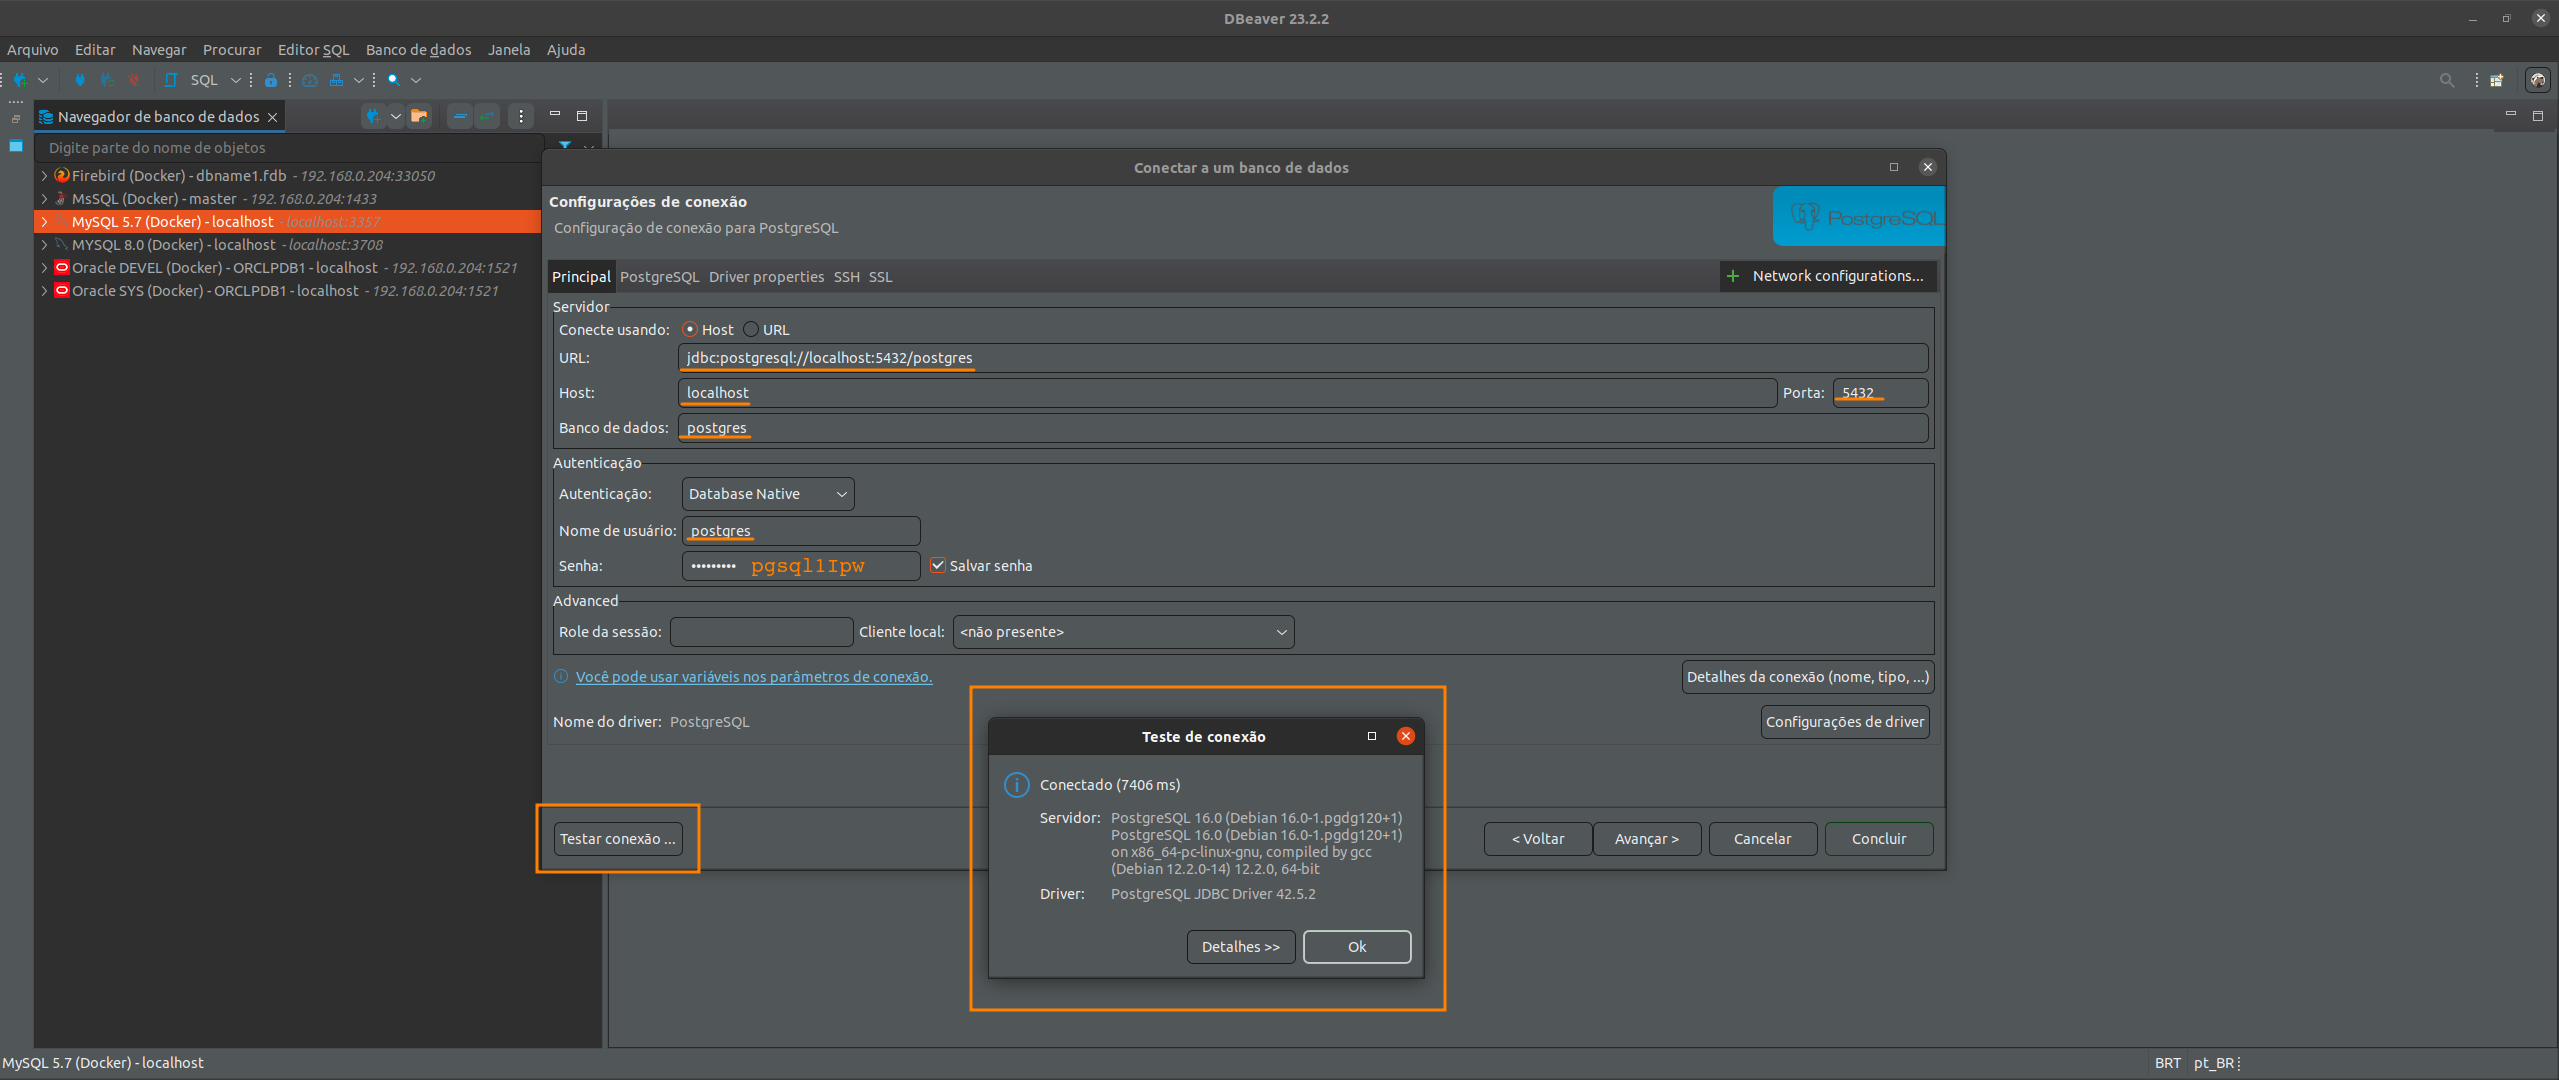 DBeaver 23.2.2
Arquivo Editar Navegar Procurar Editor SQL Banco de dados Janela Ajuda
SQL
Navegador de banco de dados
Digite parte do nome de objetos
Firebird (Docker) - dbname1.fdb - 192.168.0.204:33050
MsSQL (Docker) - master - 192.168.0.204:1433
MySQL 5.7 (Docker) - localhost - localhost:3357
MYSQL 8.0 (Docker) - localhost - localhost:3708
Oracle DEVEL (Docker) - ORCLPDB1 - localhost - 192.168.0.204:1521
Oracle SYS (Docker) - ORCLPDB1 - localhost - 192.168.0.204:1521
Conectar a um banco de dados
Configurações de conexão
Configuração de conexão para PostgreSQL
PostgreSQL
Principal PostgreSQL Driver properties SSH SSL
Network configurations...
Servidor
Conecte usando: Host URL
URL: jdbc:postgresql://localhost:5432/postgres
Host: localhost Porta: 5432
Banco de dados: postgres
Autenticação
Autenticação: Database Native
Nome de usuário: postgres
Senha: ••••••••• pgsql1Ipw Salvar senha
Advanced
Role da sessão: Cliente local: <não presente>
Você pode usar variáveis nos parâmetros de conexão.
Detalhes da conexão (nome, tipo, ...)
Nome do driver: PostgreSQL
Configurações de driver
Teste de conexão
Conectado (7406 ms)
Servidor: PostgreSQL 16.0 (Debian 16.0-1.pgdg120+1)
PostgreSQL 16.0 (Debian 16.0-1.pgdg120+1)
on x86_64-pc-linux-gnu, compiled by gcc
(Debian 12.2.0-14) 12.2.0, 64-bit
Driver: PostgreSQL JDBC Driver 42.5.2
Detalhes >> Ok
Testar conexão ...
< Voltar Avançar > Cancelar Concluir
MySQL 5.7 (Docker) - localhost
BRT pt_BR